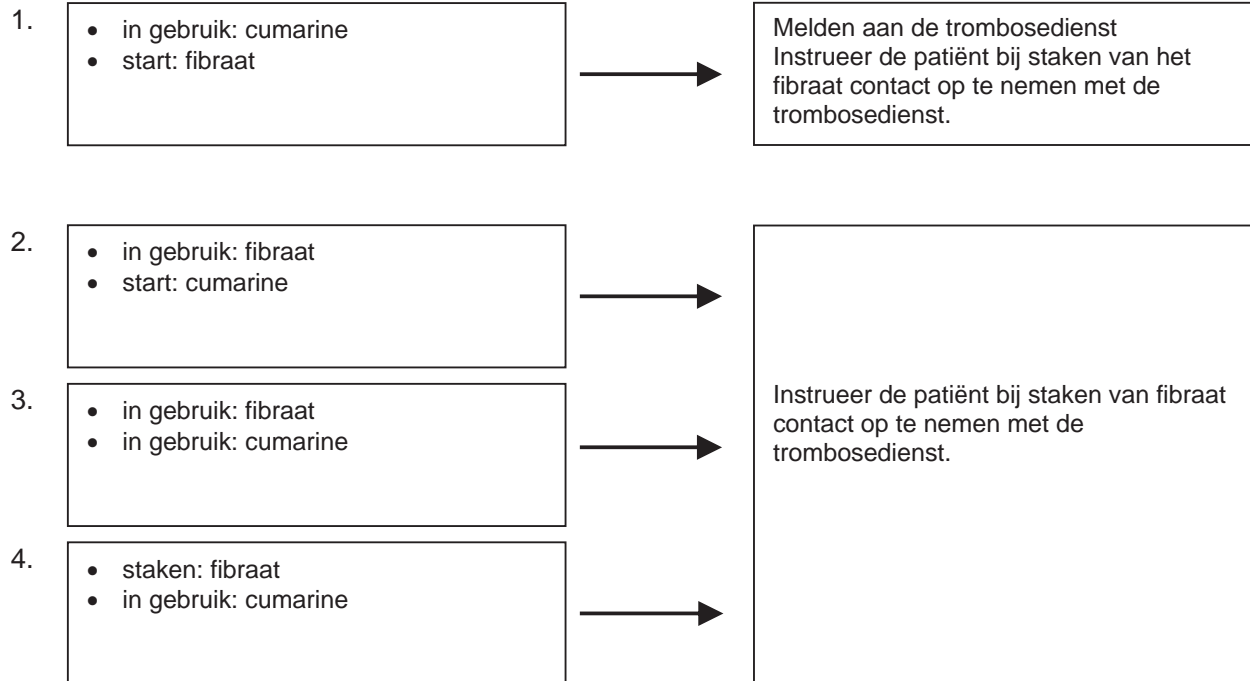 1.
• in gebruik: cumarine
• start: fibraat
Melden aan de trombosedienst
Instrueer de patiënt bij staken van het
fibraat contact op te nemen met de
trombosedienst.
2.
• in gebruik: fibraat
• start: cumarine
3.
• in gebruik: fibraat
• in gebruik: cumarine
Instrueer de patiënt bij staken van fibraat
contact op te nemen met de
trombosedienst.
4.
• staken: fibraat
• in gebruik: cumarine